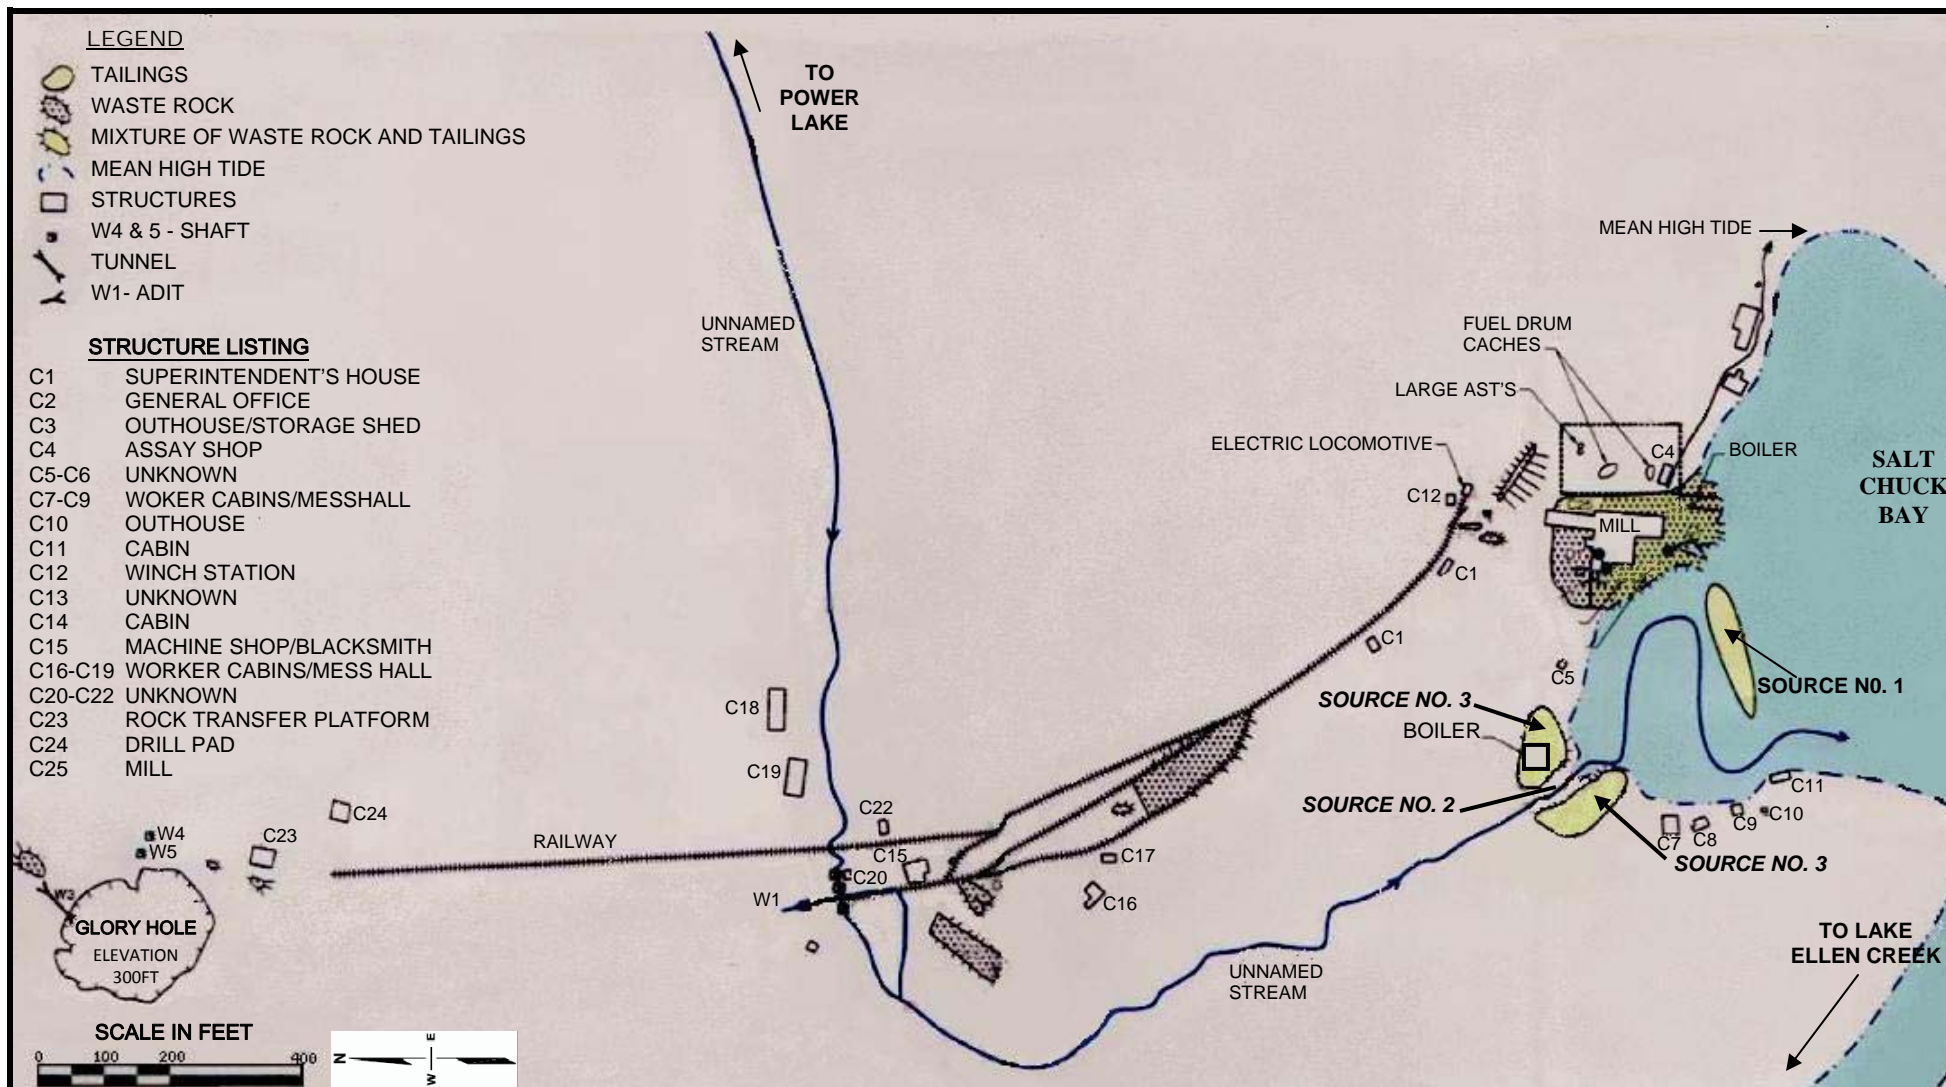 LEGEND
TAILINGS
WASTE ROCK
MIXTURE OF WASTE ROCK AND TAILINGS
MEAN HIGH TIDE
STRUCTURES
W4 & 5 - SHAFT
TUNNEL
W1- ADIT
STRUCTURE LISTING
C1 SUPERINTENDENT'S HOUSE
C2 GENERAL OFFICE
C3 OUTHOUSE/STORAGE SHED
C4 ASSAY SHOP
C5-C6 UNKNOWN
C7-C9 WOKER CABINS/MESSHALL
C10 OUTHOUSE
C11 CABIN
C12 WINCH STATION
C13 UNKNOWN
C14 CABIN
C15 MACHINE SHOP/BLACKSMITH
C16-C19 WORKER CABINS/MESS HALL
C20-C22 UNKNOWN
C23 ROCK TRANSFER PLATFORM
C24 DRILL PAD
C25 MILL
TO
POWER
LAKE
UNNAMED
STREAM
MEAN HIGH TIDE
FUEL DRUM
CACHES
LARGE AST'S
ELECTRIC LOCOMOTIVE
C4
BOILER
SALT
CHUCK
BAY
C12
MILL
C1
C1
C5
SOURCE N0. 1
SOURCE NO. 3
BOILER
C18
C19
C22
C24
RAILWAY
C15
C17
C20
W1
C16
SOURCE NO. 2
C11
C10
C9
C8
C7
SOURCE NO. 3
W4
W5
C23
W3
GLORY HOLE
ELEVATION
300FT
UNNAMED
STREAM
TO LAKE
ELLEN CREEK
SCALE IN FEET
0 100 200 400
N E W